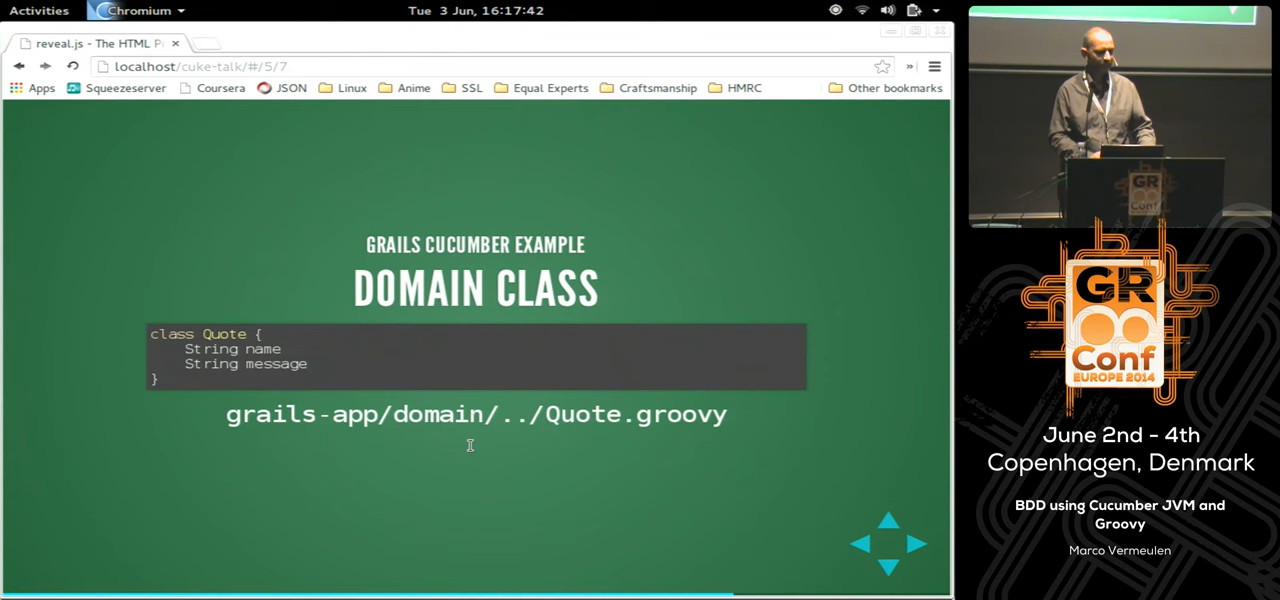 Activities
Chromium
Tue 3 Jun, 16:17:42
reveal.js - The HTML P
localhost/cuke-talk/#/5/7
Apps Squeezeserver Coursera JSON Linux Anime SSL Equal Experts Craftsmanship HMRC Other bookmarks
GRAILS CUCUMBER EXAMPLE
DOMAIN CLASS
class Quote {
String name
String message
}
grails-app/domain/../Quote.groovy
GR
Conf
GR
Conf
EUROPE 2014
June 2nd - 4th
Copenhagen, Denmark
BDD using Cucumber JVM and
Groovy
Marco Vermeulen